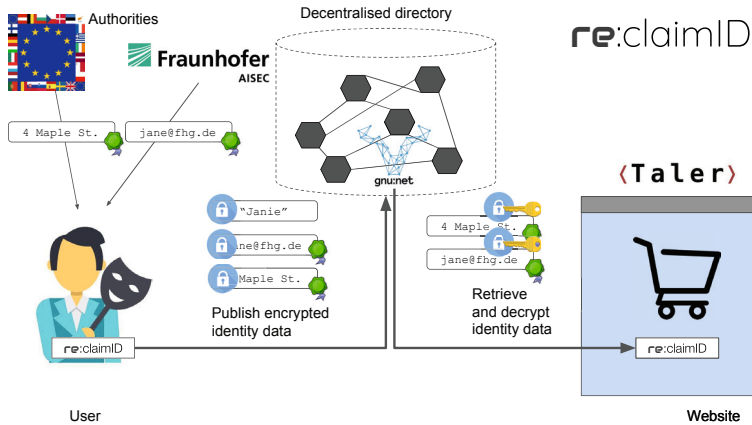 Authorities
Fraunhofer
AISEC
Decentralised directory
re:claimID
4 Maple St.
jane@fhg.de
gnu:net
⟨Taler⟩
"Janie"
ne@fhg.de
Maple St.
4 Maple St.
jane@fhg.de
Publish encrypted
identity data
Retrieve
and decrypt
identity data
re:claimID
re:claimID
User
Website